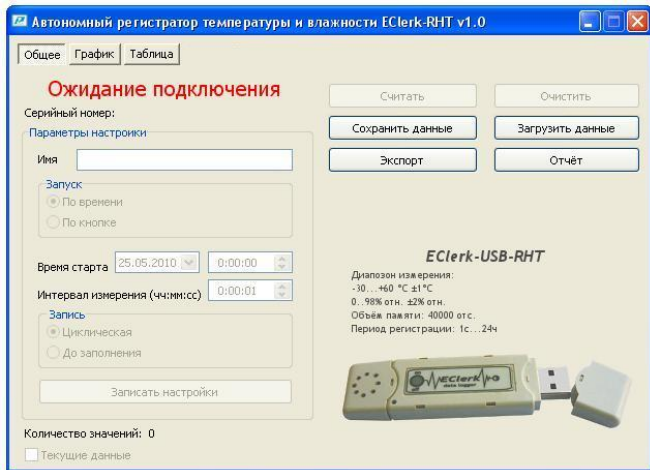 Автономный регистратор температуры и влажности EClerk-RHT v1.0
Общее График Таблица
Ожидание подключения
Серийный номер:
Параметры настройки
Имя
Запуск
По времени
По кнопке
Время старта 25.05.2010 0:00:00
Интервал измерения (чч:мм:сс) 0:00:01
Запись
Циклическая
До заполнения
Записать настройки
Количество значений: 0
Текущие данные
Считать Очистить
Сохранить данные Загрузить данные
Экспорт Отчёт
EClerk-USB-RHT
Диапозон измерения:
-30...+60 °C ±1°C
0..98% отн. ±2% отн.
Объём памяти: 40000 отс.
Период регистрации: 1с...24ч
EClerk
data logger